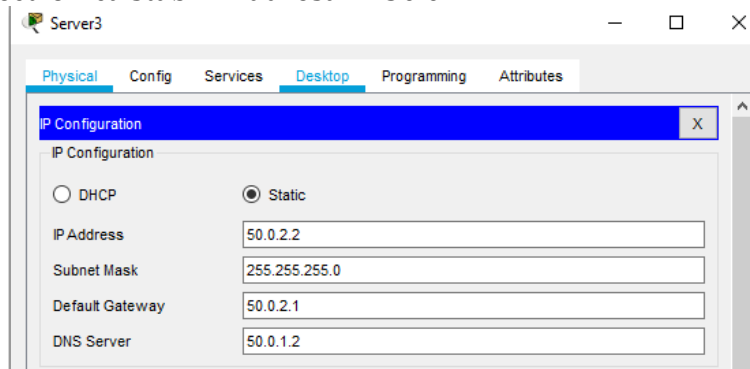 Server3
Physical Config Services Desktop Programming Attributes
IP Configuration X
IP Configuration
DHCP Static
IP Address 50.0.2.2
Subnet Mask 255.255.255.0
Default Gateway 50.0.2.1
DNS Server 50.0.1.2